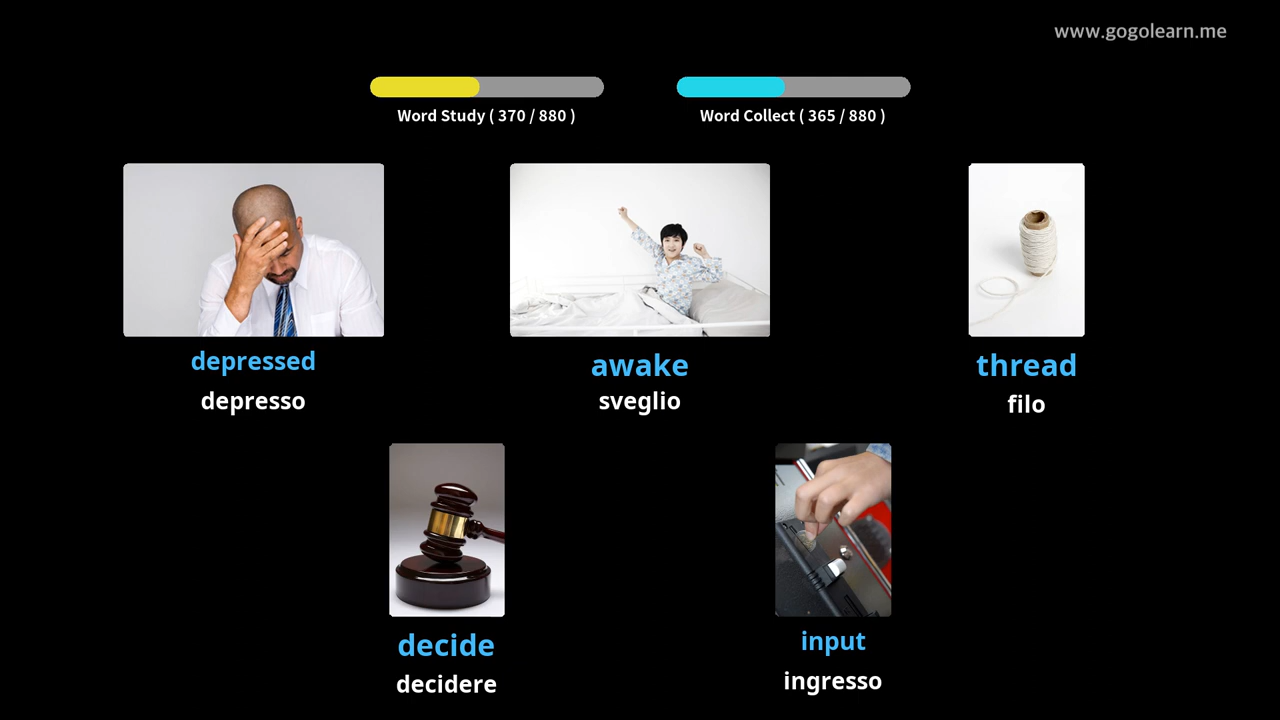 www.gogolearn.me
Word Study ( 370 / 880 )
Word Collect ( 365 / 880 )
depressed
depresso
awake
sveglio
thread
filo
decide
decidere
input
ingresso